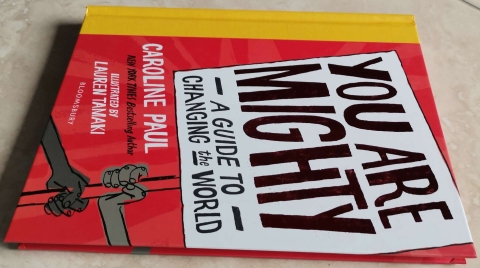 YOU ARE
MIGHTY
— A GUIDE TO —
CHANGING the WORLD
CAROLINE PAUL
NEW YORK TIMES Bestselling Author
ILLUSTRATED BY
LAUREN TAMAKI
BLOOMSBURY